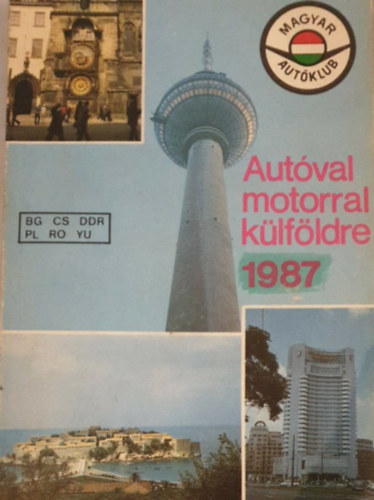 MAGYAR
AUTÓKLUB
Autóval
motorral
külföldre
1987
BG CS DDR
PL RO YU